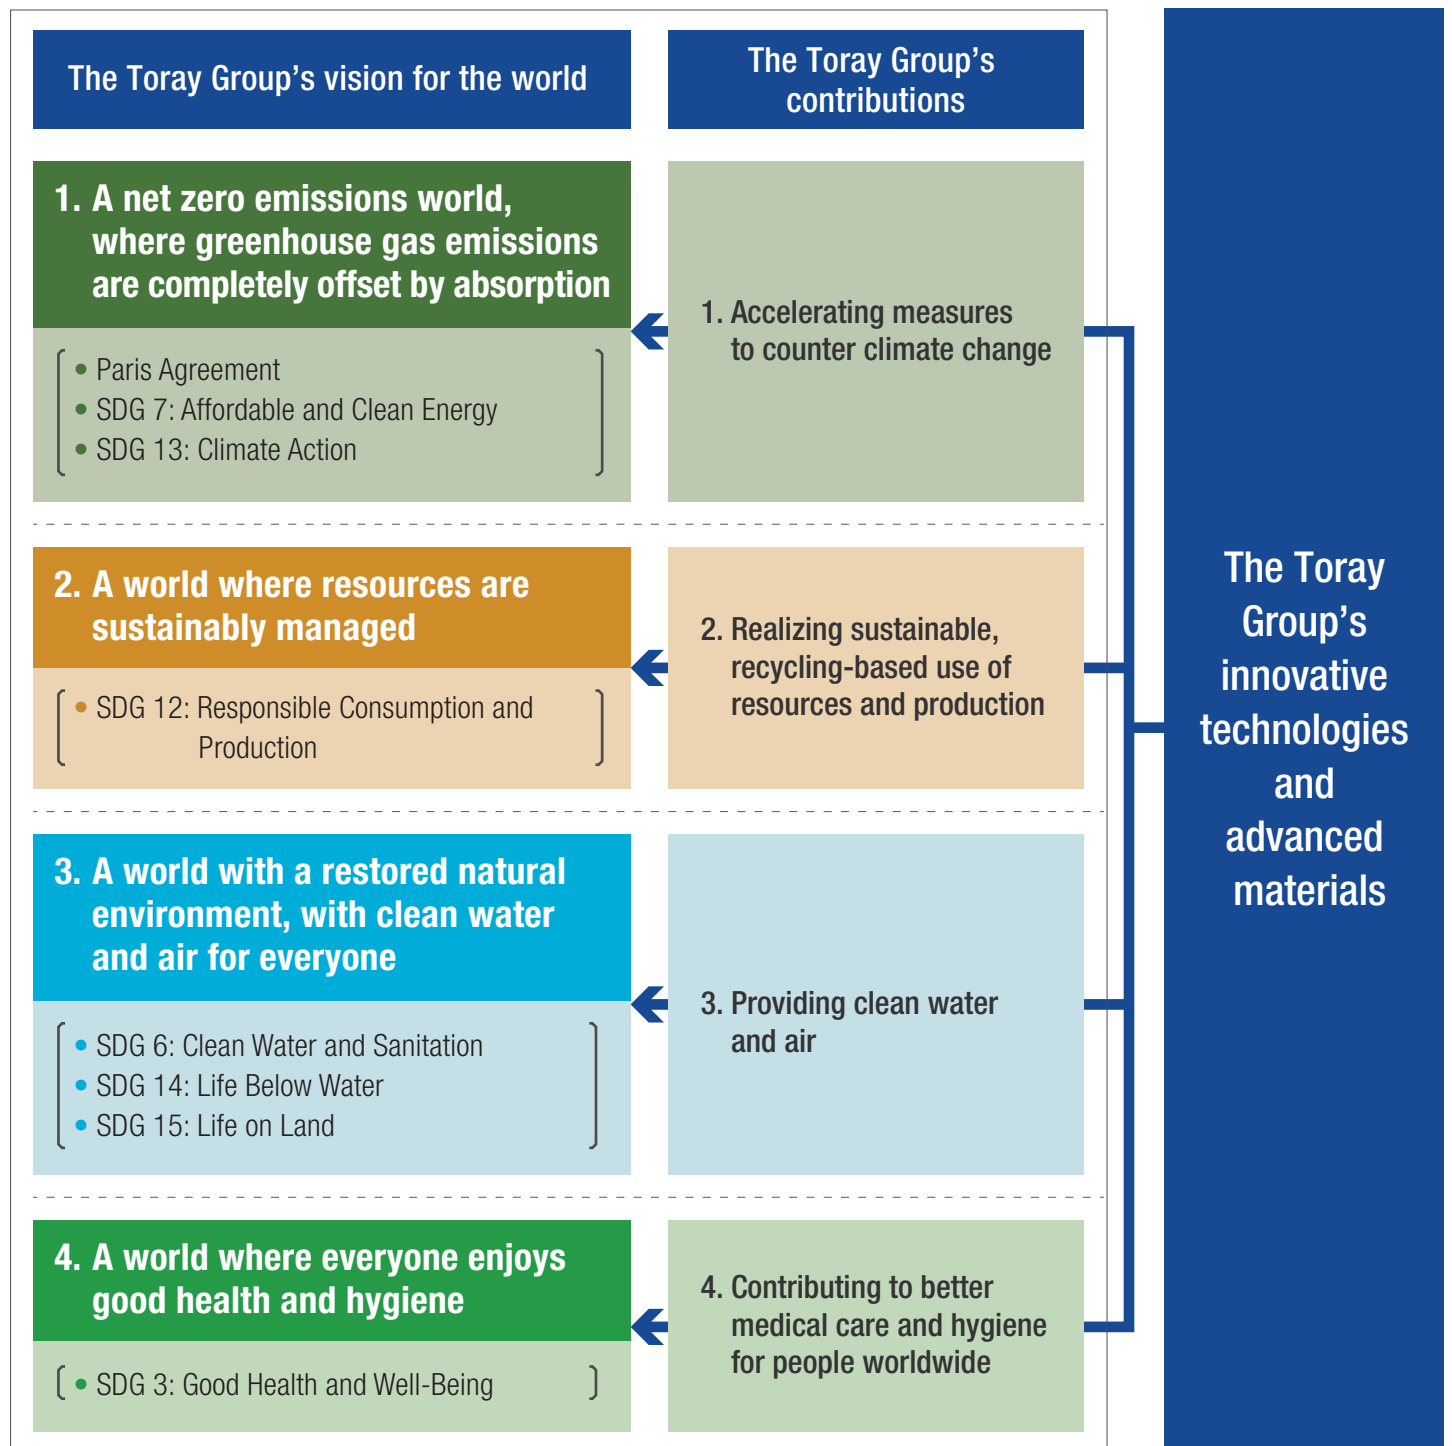 The Toray Group’s vision for the world
The Toray Group’s
contributions
1. A net zero emissions world,
where greenhouse gas emissions
are completely offset by absorption
• Paris Agreement
• SDG 7: Affordable and Clean Energy
• SDG 13: Climate Action
1. Accelerating measures
to counter climate change
2. A world where resources are
sustainably managed
• SDG 12: Responsible Consumption and
Production
2. Realizing sustainable,
recycling-based use of
resources and production
3. A world with a restored natural
environment, with clean water
and air for everyone
• SDG 6: Clean Water and Sanitation
• SDG 14: Life Below Water
• SDG 15: Life on Land
3. Providing clean water
and air
4. A world where everyone enjoys
good health and hygiene
• SDG 3: Good Health and Well-Being
4. Contributing to better
medical care and hygiene
for people worldwide
The Toray
Group’s
innovative
technologies
and
advanced
materials